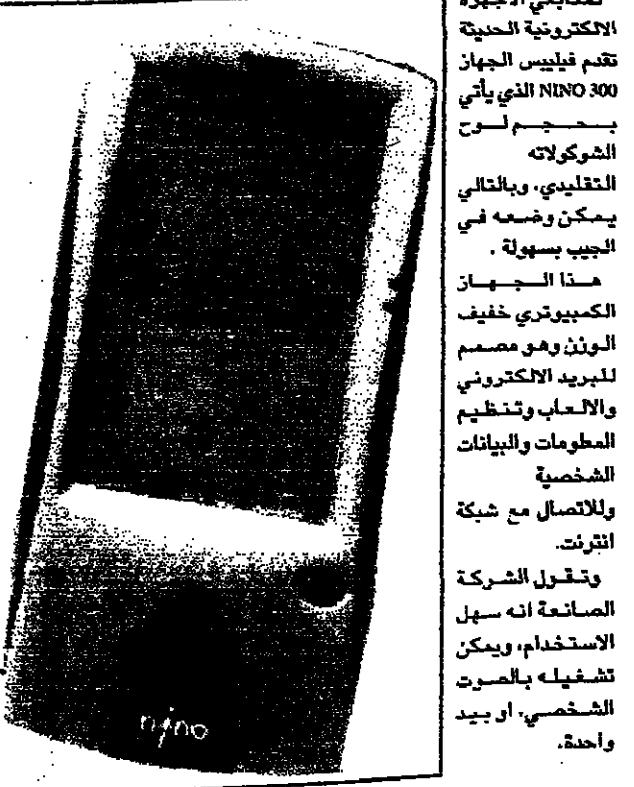 لمتابعي الاجهزة
الالكترونية الحديثة
تقدم فيليبس الجهاز
NINO 300 الذي يأتي
بحجم لوح
الشوكولاته
التقليدي، وبالتالي
يمكن وضعه في
الجيب بسهولة .
هذا الجهاز
الكمبيوتري خفيف
الوزن وهو مصمم
للبريد الالكتروني
والالعاب وتنظيم
المعلومات والبيانات
الشخصية
وللاتصال مع شبكة
انترنت.
وتقول الشركة
الصانعة انه سهل
الاستخدام، ويمكن
تشغيله بالصوت
الشخصي، او بيد
واحدة.
nino